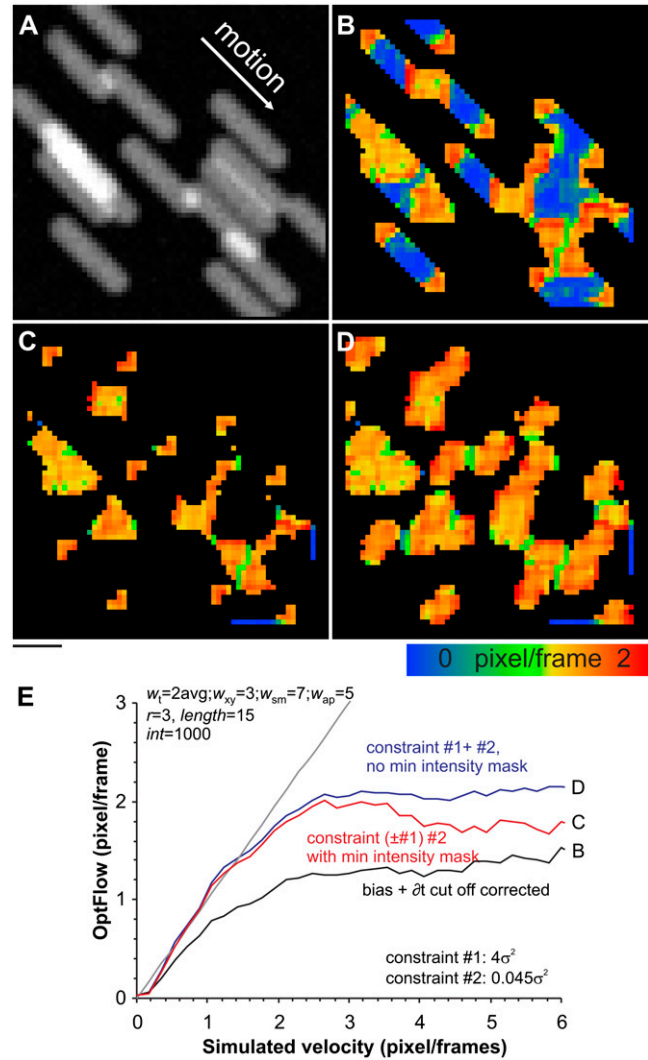 A
motion
B
C
D
0 pixel/frame 2
E
w_t=2avg;w_xy=3;w_sm=7;w_ap=5
r=3, length=15
int=1000
constraint #1+ #2,
no min intensity mask
D
C
constraint (±#1) #2
with min intensity mask
B
bias + ∂t cut off corrected
constraint #1: 4σ²
constraint #2: 0.045σ²
OptFlow (pixel/frame)
3
2
1
0
0 1 2 3 4 5 6
Simulated velocity (pixel/frames)